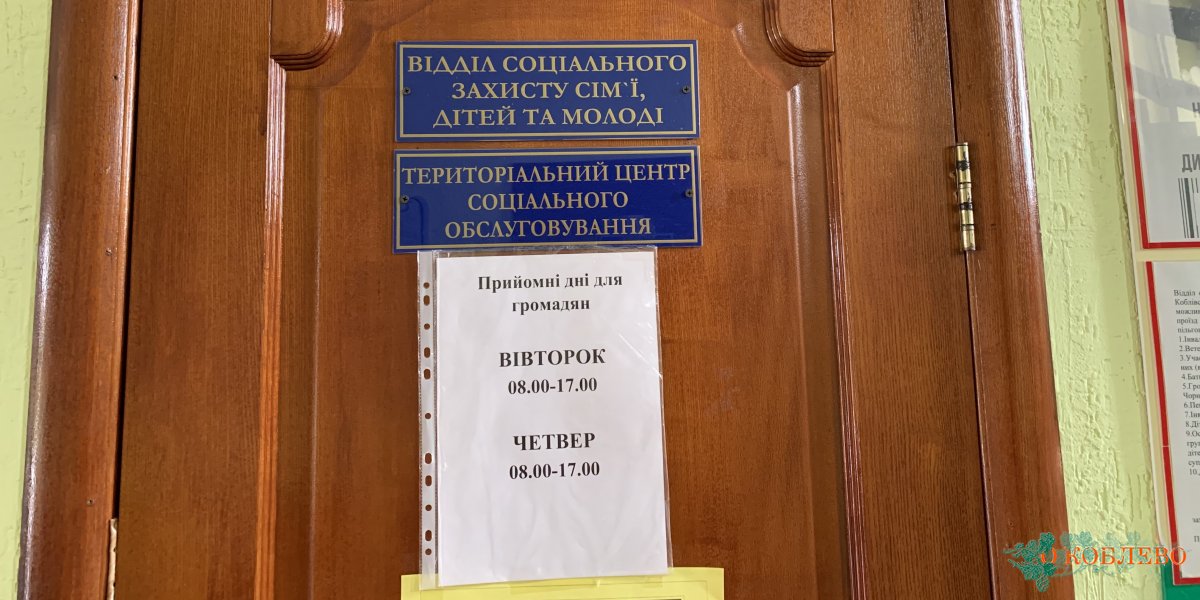 ВІДДІЛ СОЦІАЛЬНОГО
ЗАХИСТУ СІМ`Ї,
ДІТЕЙ ТА МОЛОДІ
ТЕРИТОРІАЛЬНИЙ ЦЕНТР
СОЦІАЛЬНОГО
ОБСЛУГОВУВАННЯ
Прийомні дні для
громадян
ВІВТОРОК
08.00-17.00
ЧЕТВЕР
08.00-17.00
КОБЛЕВО